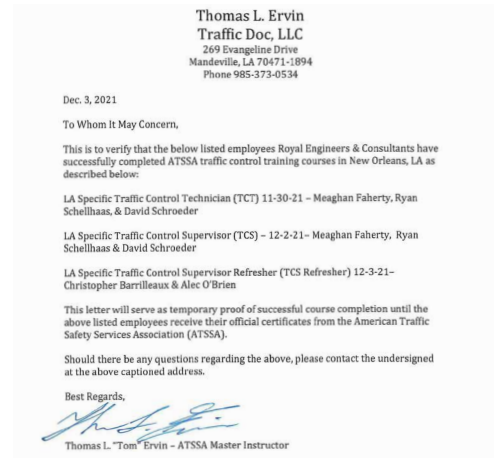 Thomas L. Ervin
Traffic Doc, LLC
269 Evangeline Drive
Mandeville, LA 70471-1894
Phone 985-373-0534
Dec. 3, 2021
To Whom It May Concern,
This is to verify that the below listed employees Royal Engineers & Consultants have
successfully completed ATSSA traffic control training courses in New Orleans, LA as
described below:
LA Specific Traffic Control Technician (TCT) 11-30-21 – Meaghan Faherty, Ryan
Schellhaas, & David Schroeder
LA Specific Traffic Control Supervisor (TCS) – 12-2-21– Meaghan Faherty, Ryan
Schellhaas & David Schroeder
LA Specific Traffic Control Supervisor Refresher (TCS Refresher) 12-3-21–
Christopher Barrilleaux & Alec O'Brien
This letter will serve as temporary proof of successful course completion until the
above listed employees receive their official certificates from the American Traffic
Safety Services Association (ATSSA).
Should there be any questions regarding the above, please contact the undersigned
at the above captioned address.
Best Regards,
Thomas L. "Tom" Ervin – ATSSA Master Instructor